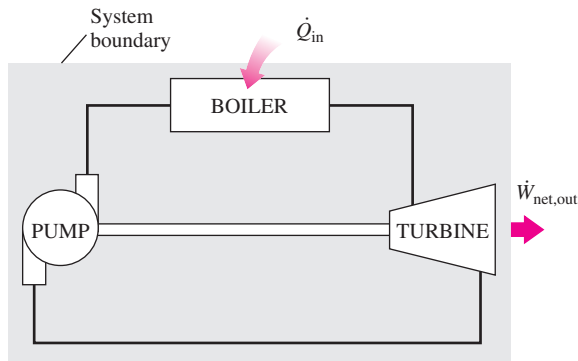 System
boundary
Q̇in
BOILER
Ẇnet,out
PUMP
TURBINE